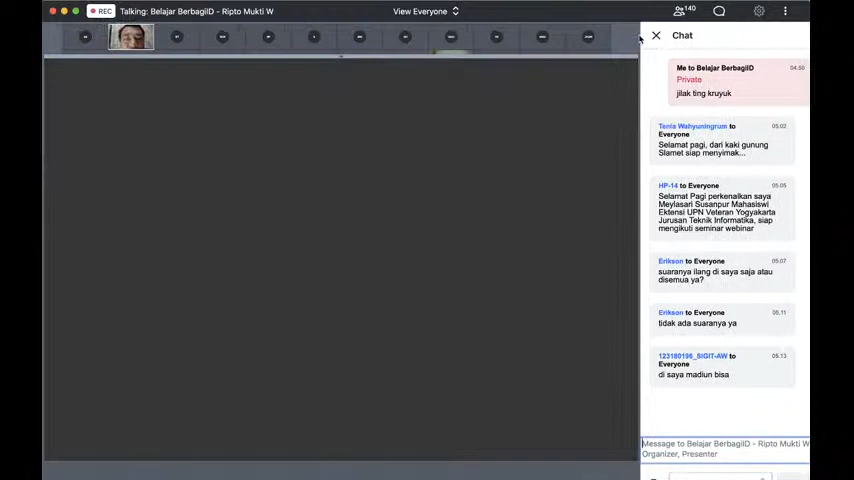 REC
Talking: Belajar BerbagiID - Ripto Mukti W
View Everyone
140
Chat
Me to Belajar BerbagiID
04.50
Private
jilak ting kruyuk
Tenia Wahyuningrum to
Everyone
05.02
Selamat pagi, dari kaki gunung
Slamet siap menyimak...
HP-14 to Everyone
05.05
Selamat Pagi perkenalkan saya
Meylasari Susanpur Mahasiswi
Ektensi UPN Veteran Yogyakarta
Jurusan Teknik Informatika, siap
mengikuti seminar webinar
Erikson to Everyone
05.07
suaranya ilang di saya saja atau
disemua ya?
Erikson to Everyone
05.11
tidak ada suaranya ya
123180196_SIGIT-AW to
Everyone
05.13
di saya madiun bisa
Message to Belajar BerbagiID - Ripto Mukti W
Organizer, Presenter